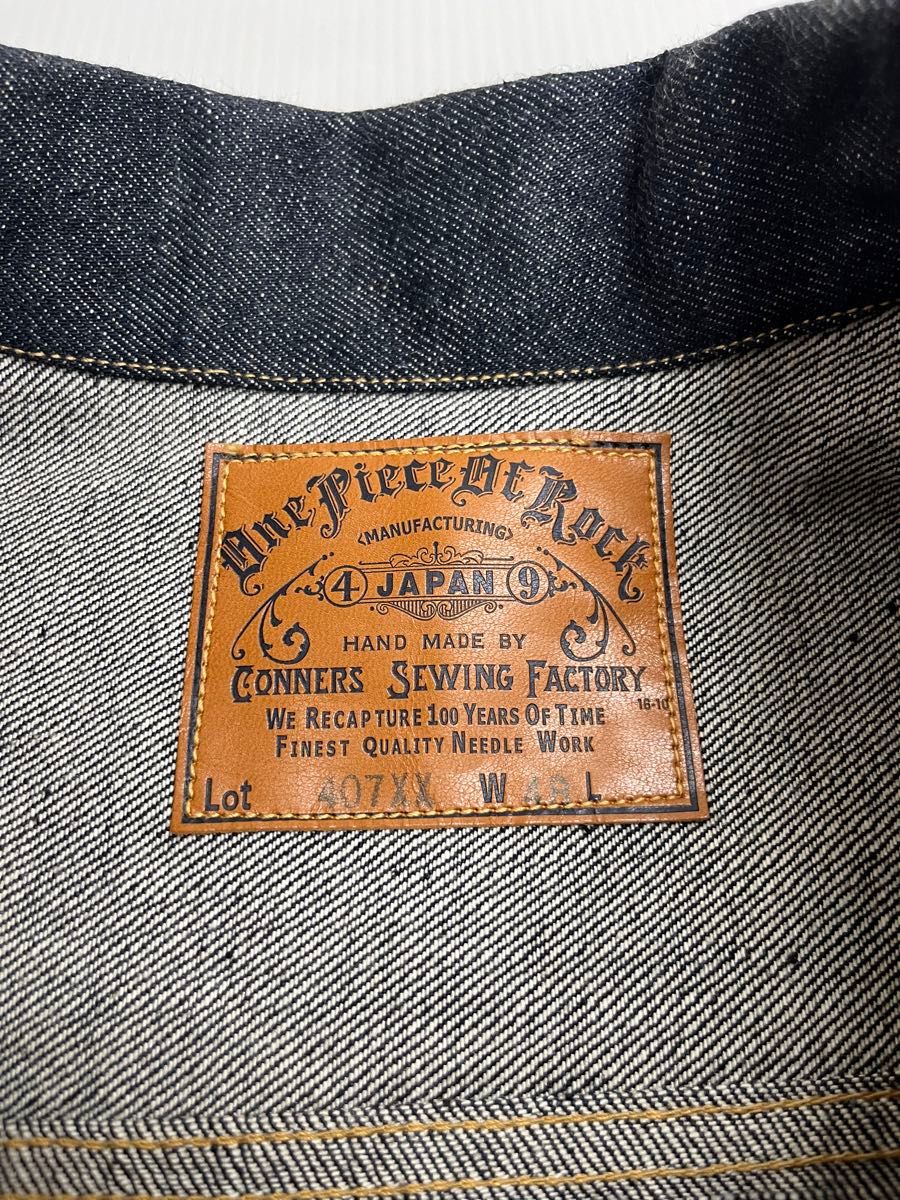 One Piece Of Rock
<MANUFACTURING>
4 JAPAN 9
HAND MADE BY
CONNERS SEWING FACTORY
16-10
WE RECAPTURE 100 YEARS OF TIME
FINEST QUALITY NEEDLE WORK
Lot 407XX W 48 L